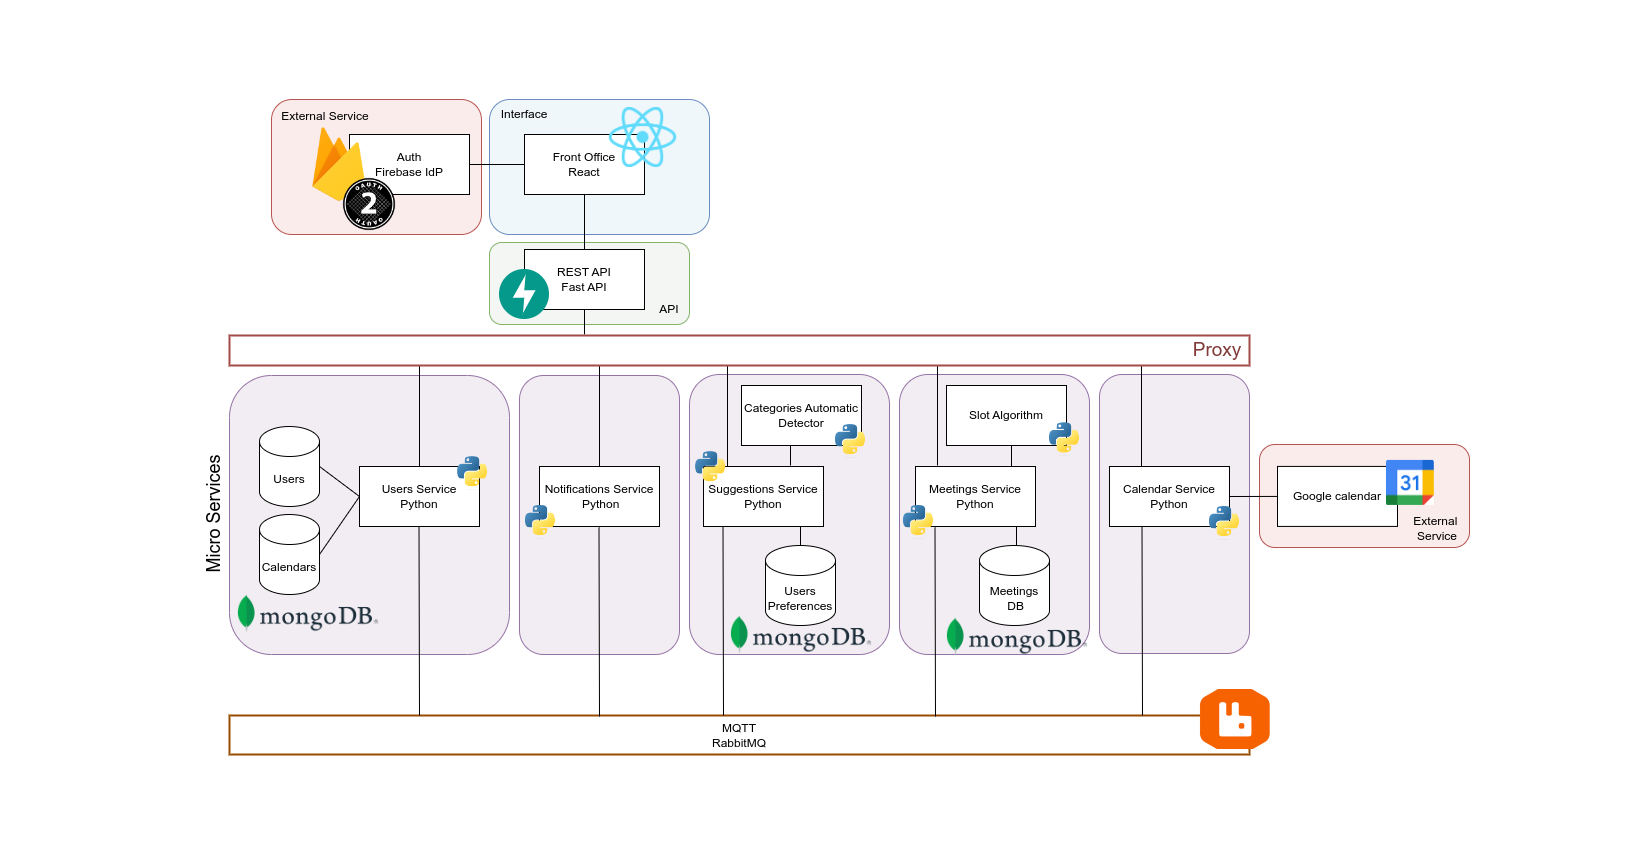 External Service
Auth
Firebase IdP
OAUTH
2
OAUTH
Interface
Front Office
React
REST API
Fast API
API
Proxy
Micro Services
Users
Calendars
Users Service
Python
mongoDB.
Notifications Service
Python
Categories Automatic
Detector
Suggestions Service
Python
Users
Preferences
mongoDB.
Slot Algorithm
Meetings Service
Python
Meetings
DB
mongoDB.
Calendar Service
Python
Google calendar
31
External
Service
MQTT
RabbitMQ